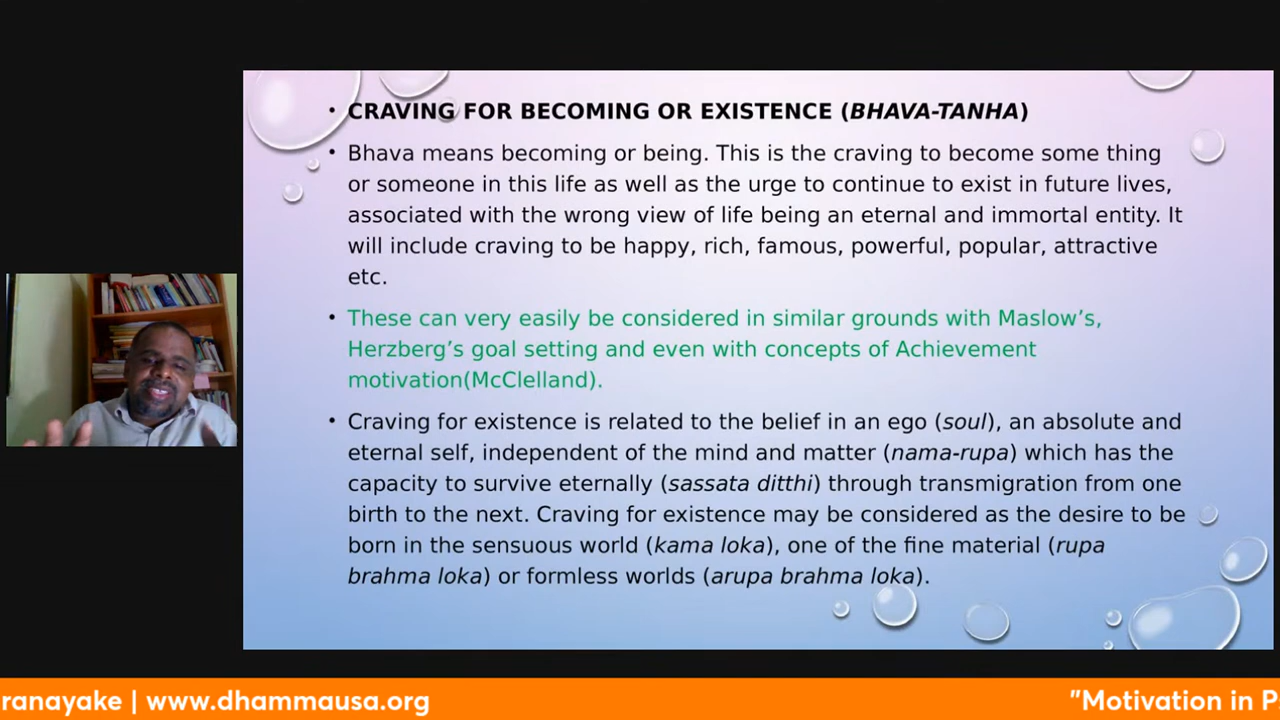 • CRAVING FOR BECOMING OR EXISTENCE (BHAVA-TANHA)
• Bhava means becoming or being. This is the craving to become some thing
or someone in this life as well as the urge to continue to exist in future lives,
associated with the wrong view of life being an eternal and immortal entity. It
will include craving to be happy, rich, famous, powerful, popular, attractive
etc.
• These can very easily be considered in similar grounds with Maslow’s,
Herzberg’s goal setting and even with concepts of Achievement
motivation(McClelland).
• Craving for existence is related to the belief in an ego (soul), an absolute and
eternal self, independent of the mind and matter (nama-rupa) which has the
capacity to survive eternally (sassata ditthi) through transmigration from one
birth to the next. Craving for existence may be considered as the desire to be
born in the sensuous world (kama loka), one of the fine material (rupa
brahma loka) or formless worlds (arupa brahma loka).
ranayake | www.dhammausa.org "Motivation in P